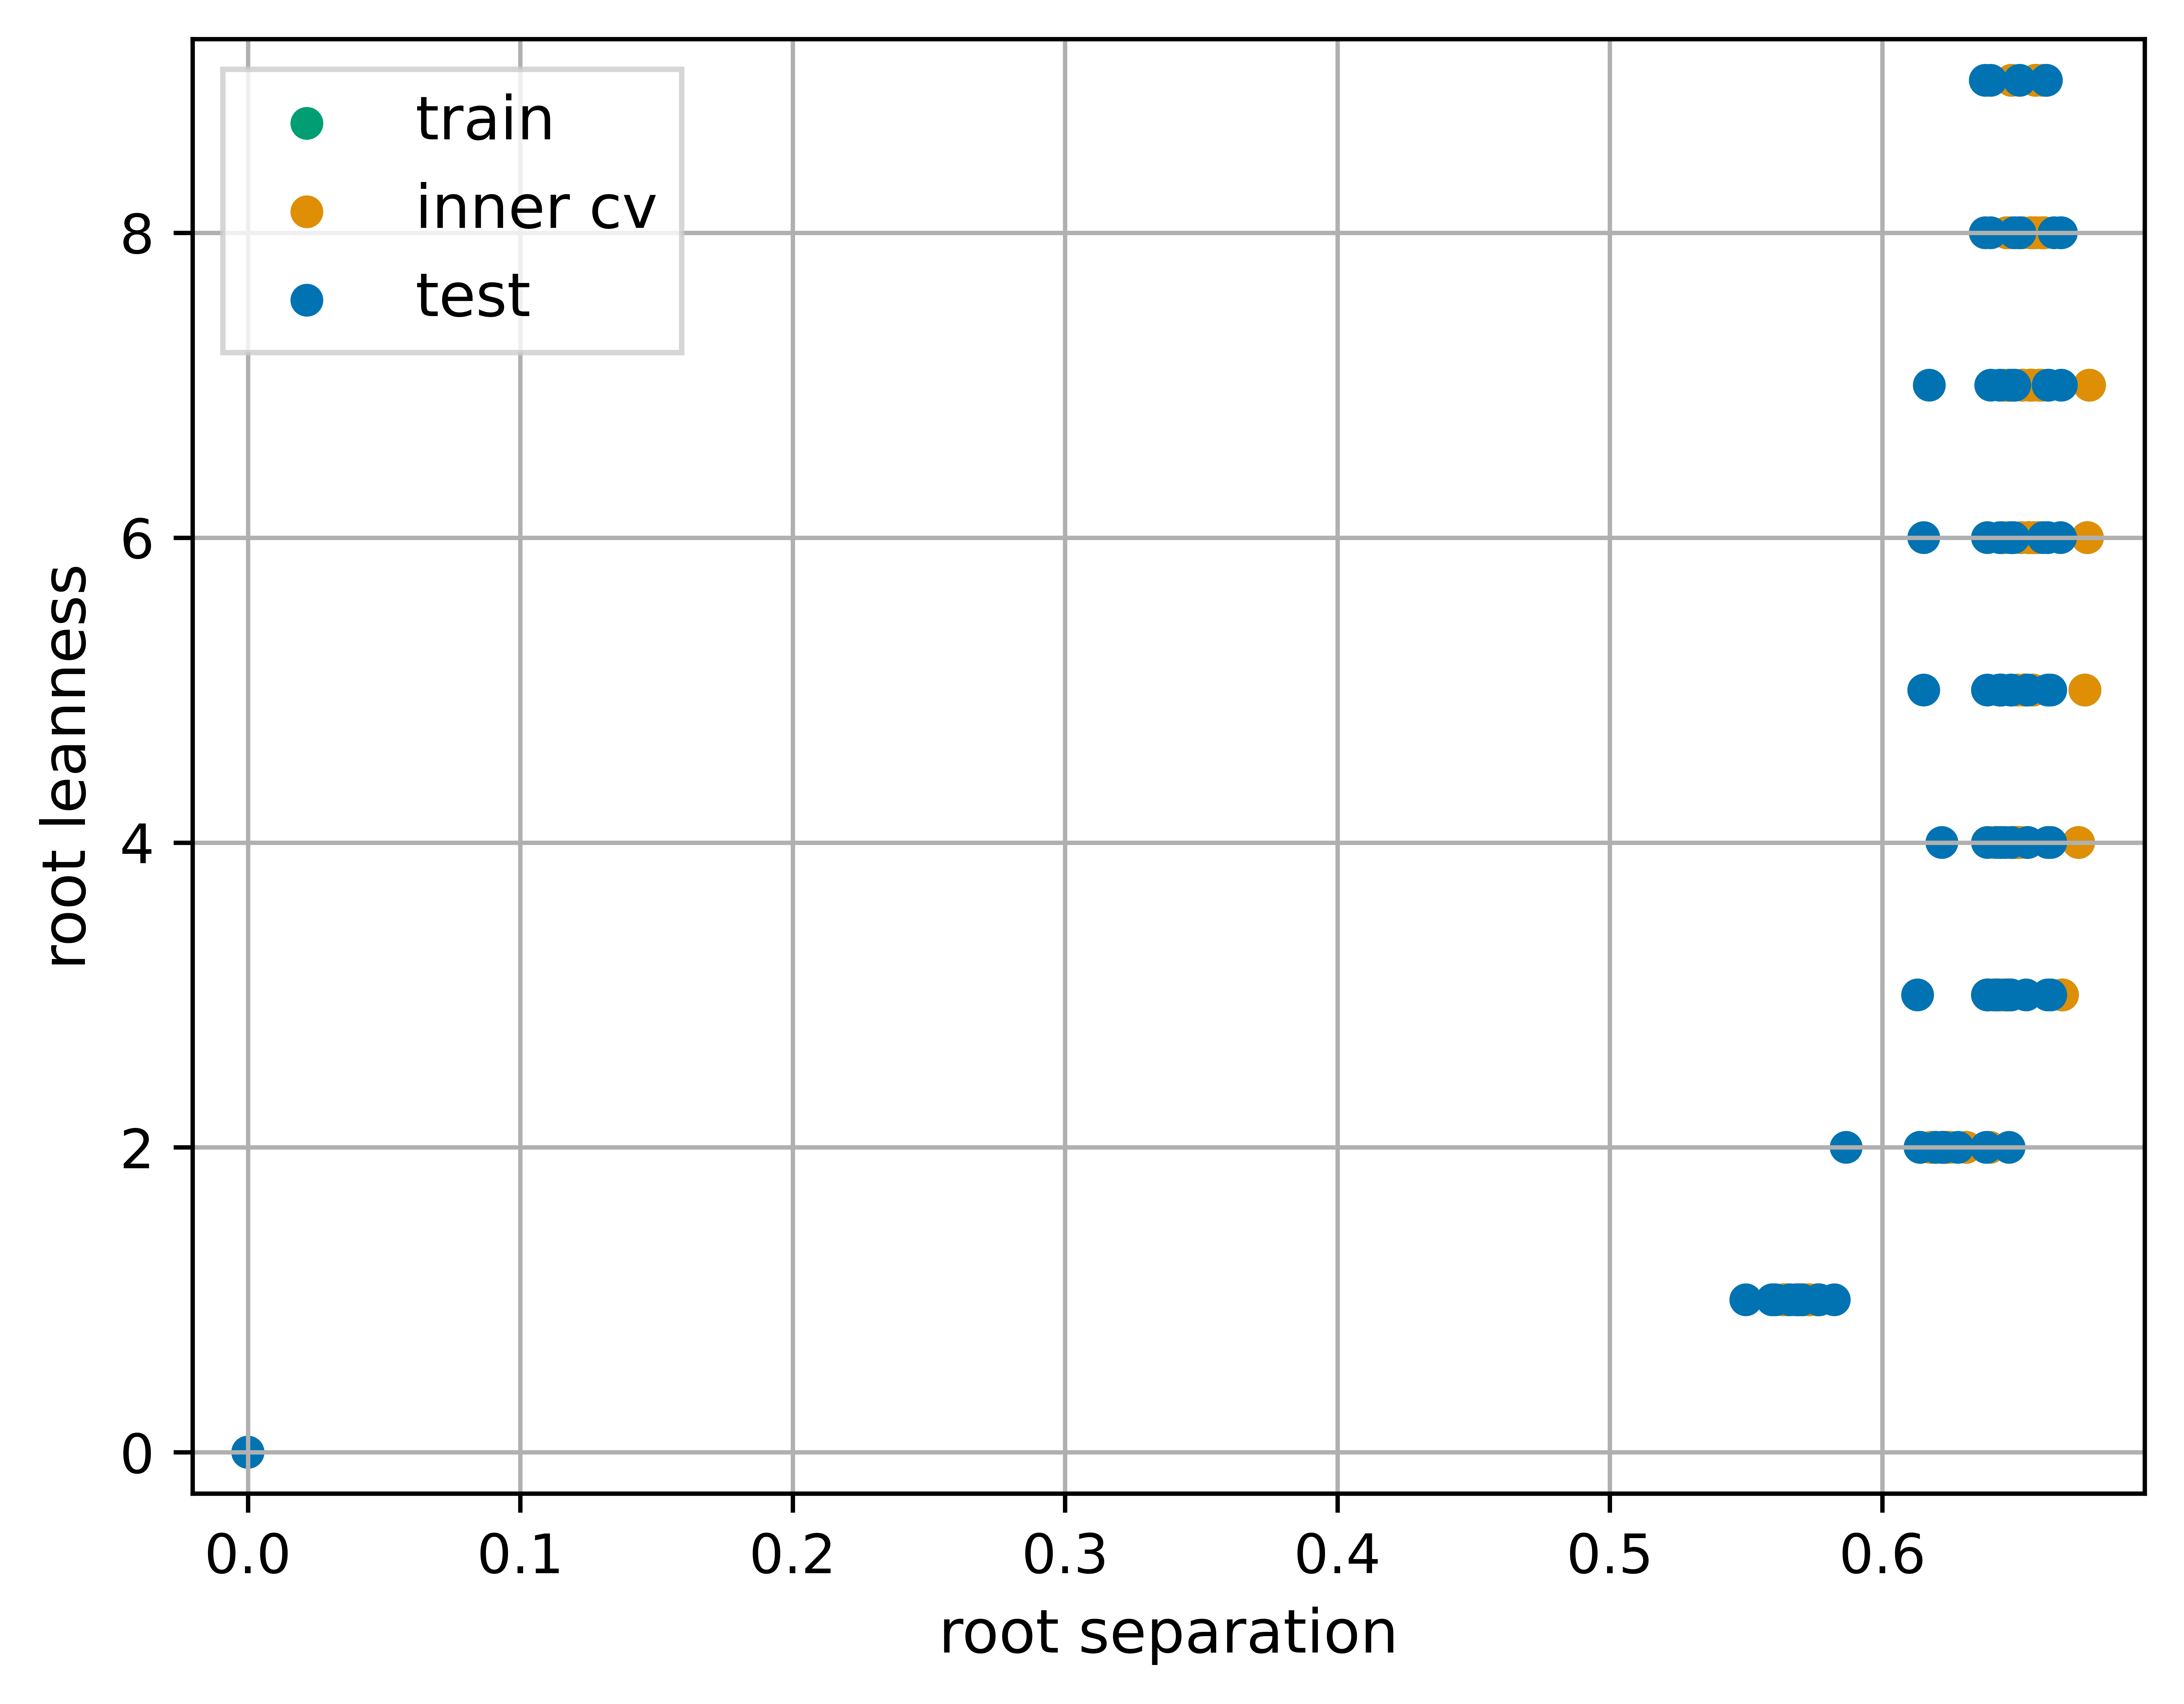 train
inner cv
test
8
6
4
2
0
root leanness
0.0 0.1 0.2 0.3 0.4 0.5 0.6
root separation